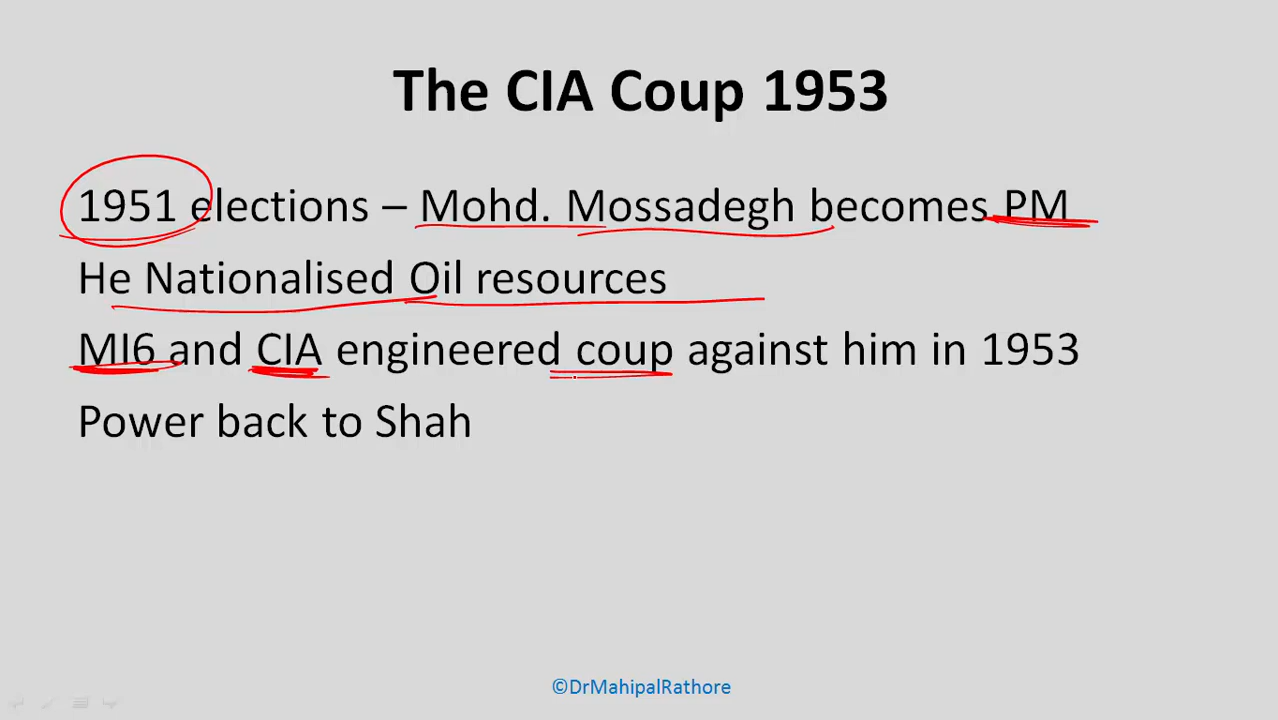 The CIA Coup 1953
1951 elections – Mohd. Mossadegh becomes PM
He Nationalised Oil resources
MI6 and CIA engineered coup against him in 1953
Power back to Shah
©DrMahipalRathore